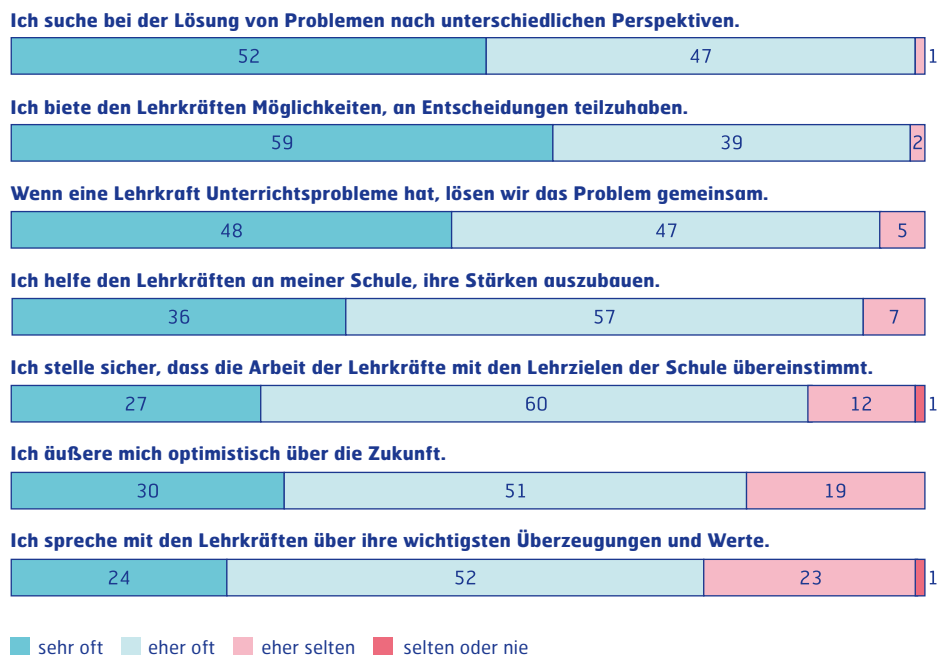 Ich suche bei der Lösung von Problemen nach unterschiedlichen Perspektiven.
52 47 1
Ich biete den Lehrkräften Möglichkeiten, an Entscheidungen teilzuhaben.
59 39 2
Wenn eine Lehrkraft Unterrichtsprobleme hat, lösen wir das Problem gemeinsam.
48 47 5
Ich helfe den Lehrkräften an meiner Schule, ihre Stärken auszubauen.
36 57 7
Ich stelle sicher, dass die Arbeit der Lehrkräfte mit den Lehrzielen der Schule übereinstimmt.
27 60 12 1
Ich äußere mich optimistisch über die Zukunft.
30 51 19
Ich spreche mit den Lehrkräften über ihre wichtigsten Überzeugungen und Werte.
24 52 23 1
sehr oft eher oft eher selten selten oder nie